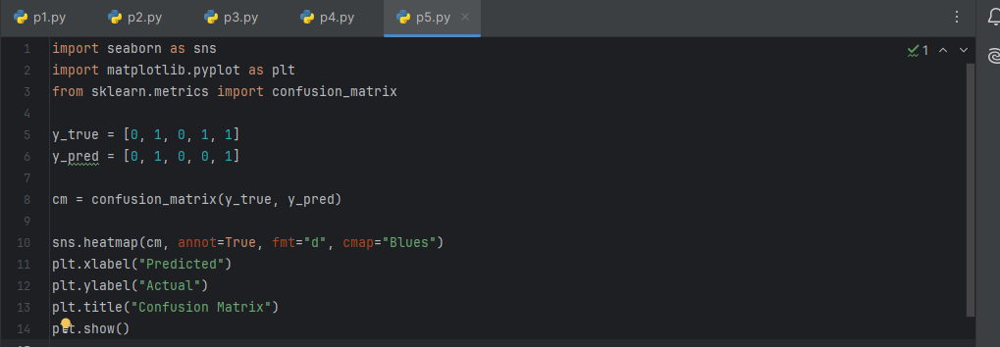 p1.py p2.py p3.py p4.py p5.py
1 import seaborn as sns
2 import matplotlib.pyplot as plt
3 from sklearn.metrics import confusion_matrix
4
5 y_true = [0, 1, 0, 1, 1]
6 y_pred = [0, 1, 0, 0, 1]
7
8 cm = confusion_matrix(y_true, y_pred)
9
10 sns.heatmap(cm, annot=True, fmt="d", cmap="Blues")
11 plt.xlabel("Predicted")
12 plt.ylabel("Actual")
13 plt.title("Confusion Matrix")
14 plt.show()
1